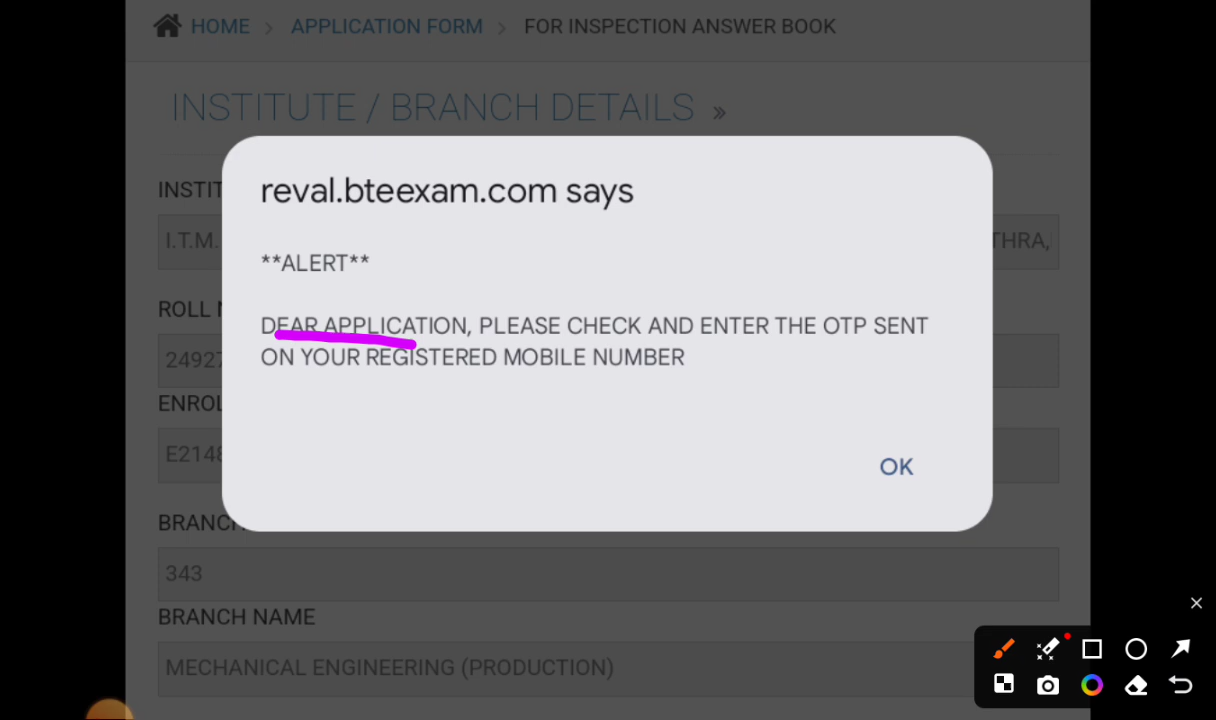 HOME > APPLICATION FORM > FOR INSPECTION ANSWER BOOK
INSTITUTE / BRANCH DETAILS »
reval.bteexam.com says
**ALERT**
DEAR APPLICATION, PLEASE CHECK AND ENTER THE OTP SENT
ON YOUR REGISTERED MOBILE NUMBER
OK
I.T.M.
343
BRANCH NAME
MECHANICAL ENGINEERING (PRODUCTION)